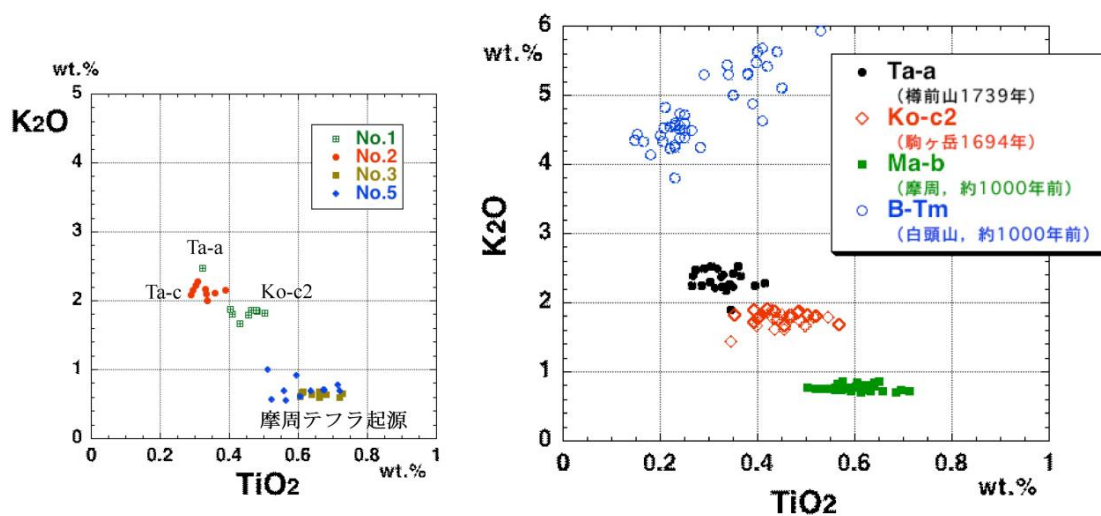 wt.%
K2O
5
4
3
2
1
0
0
0.2
0.4
0.6
0.8
1
TiO2
wt.%
No.1
No.2
No.3
No.5
Ta-a
Ta-c
Ko-c2
摩周テフラ起源
wt.%
K2O
6
5
4
3
2
1
0
0
0.2
0.4
0.6
0.8
1
TiO2
wt.%
Ta-a
(樽前山1739年)
Ko-c2
(駒ヶ岳1694年)
Ma-b
(摩周，約1000年前)
B-Tm
(白頭山，約1000年前)